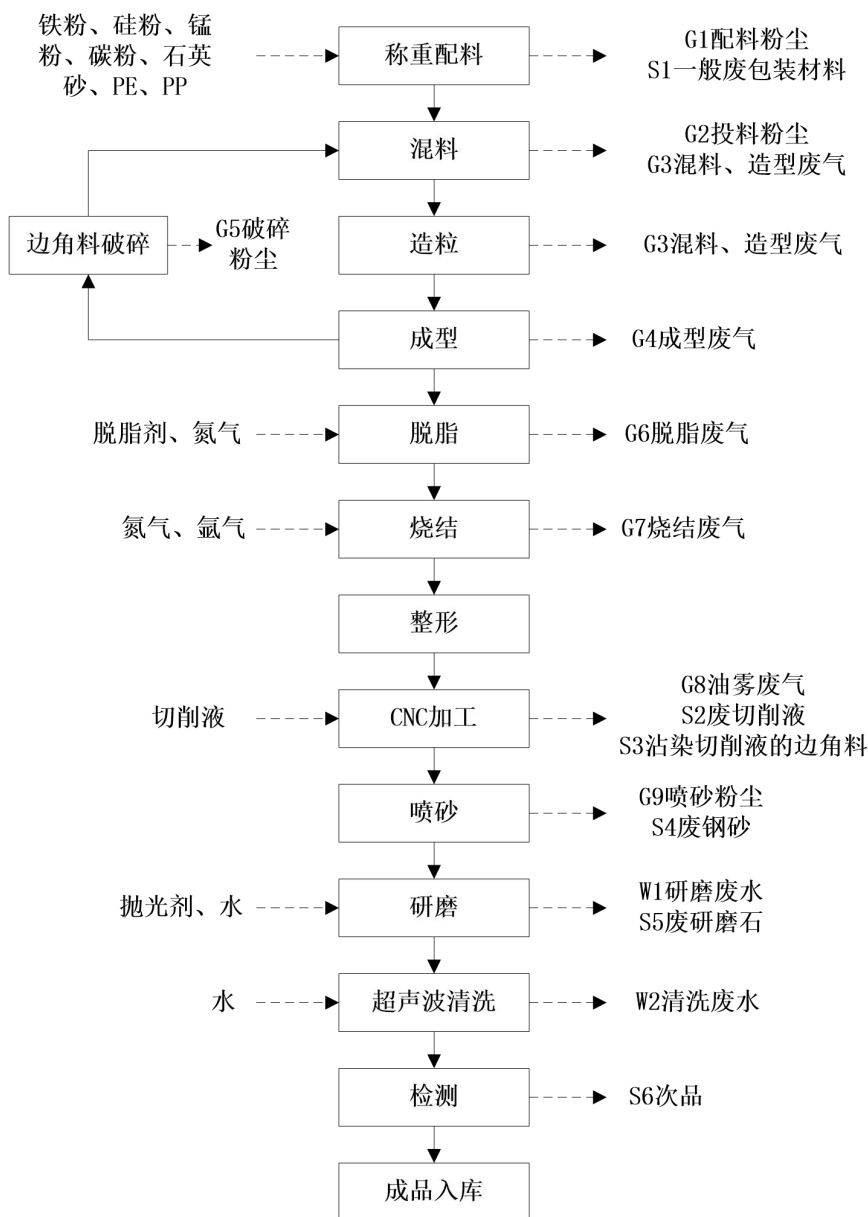 铁粉、硅粉、锰
粉、碳粉、石英
砂、PE、PP
称重配料
G1配料粉尘
S1一般废包装材料
混料
G2投料粉尘
G3混料、造型废气
边角料破碎
G5破碎
粉尘
造粒
G3混料、造型废气
成型
G4成型废气
脱脂剂、氮气
脱脂
G6脱脂废气
氮气、氩气
烧结
G7烧结废气
整形
切削液
CNC加工
G8油雾废气
S2废切削液
S3沾染切削液的边角料
喷砂
G9喷砂粉尘
S4废钢砂
抛光剂、水
研磨
W1研磨废水
S5废研磨石
水
超声波清洗
W2清洗废水
检测
S6次品
成品入库